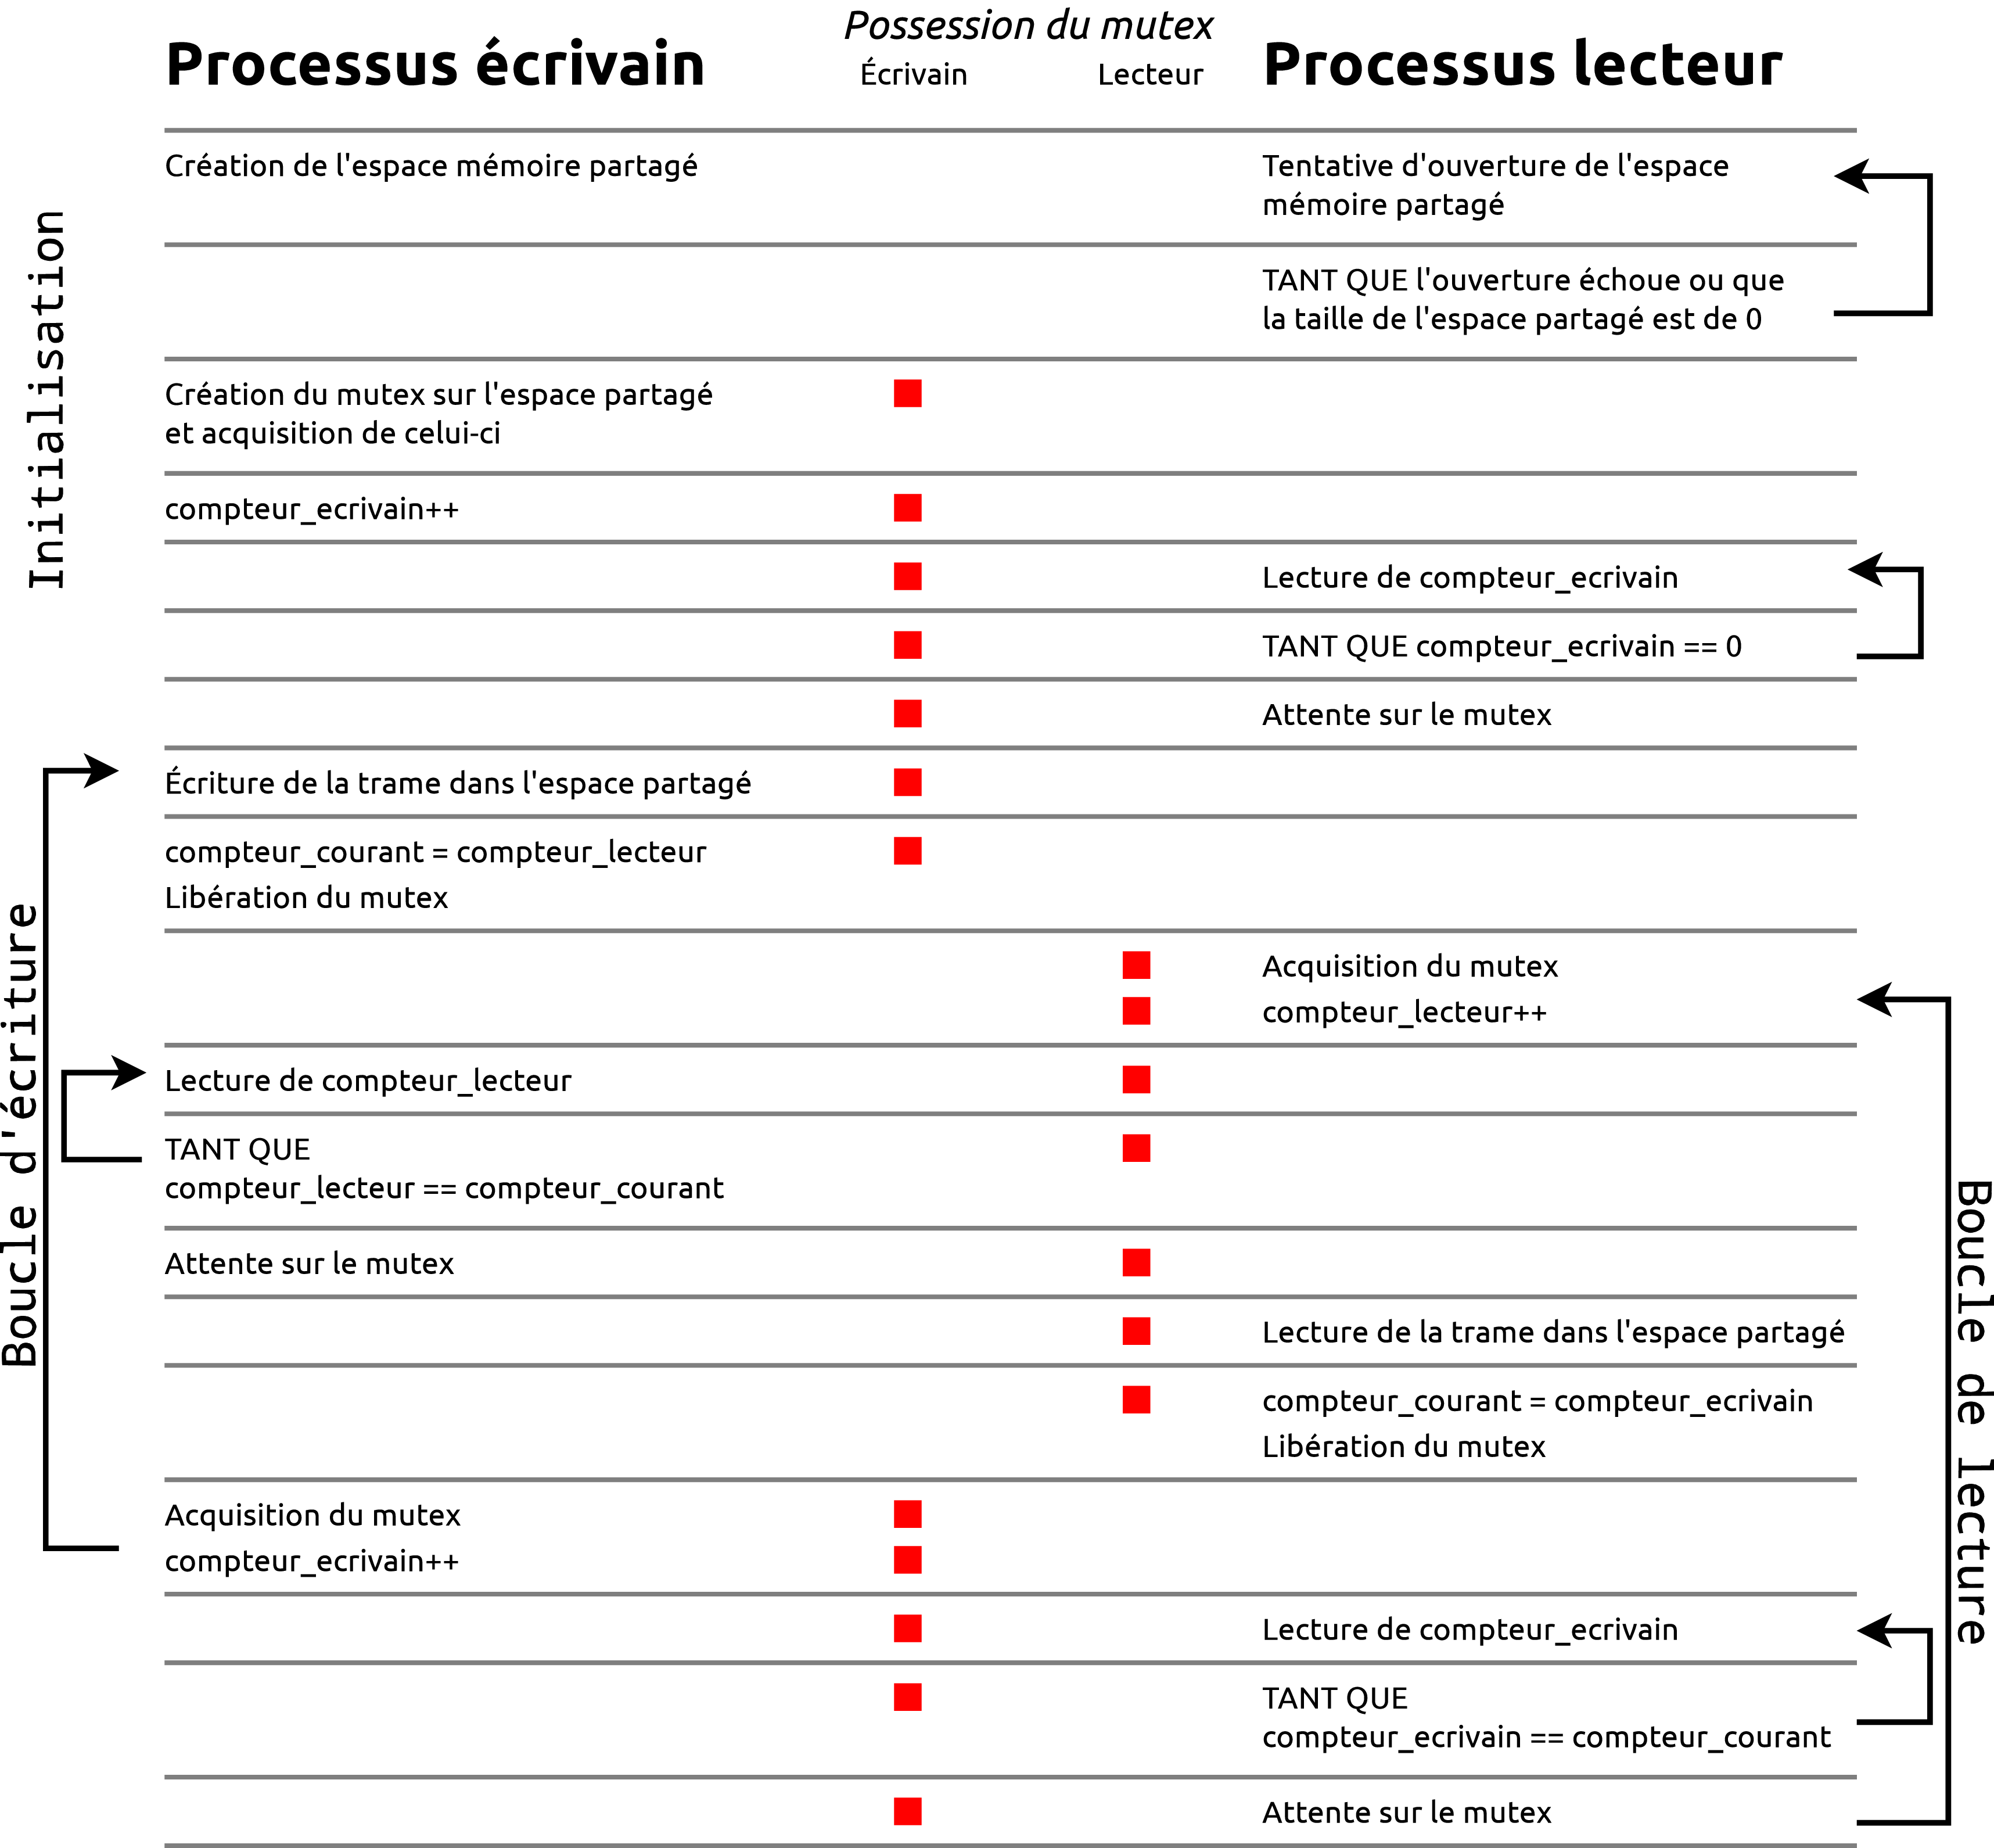 Possession du mutex
Processus écrivain
Écrivain
Lecteur
Processus lecteur
Initialisation
Création de l'espace mémoire partagé
Tentative d'ouverture de l'espace
mémoire partagé
TANT QUE l'ouverture échoue ou que
la taille de l'espace partagé est de 0
Création du mutex sur l'espace partagé
et acquisition de celui-ci
compteur_ecrivain++
Lecture de compteur_ecrivain
TANT QUE compteur_ecrivain == 0
Attente sur le mutex
Boucle d'écriture
Écriture de la trame dans l'espace partagé
compteur_courant = compteur_lecteur
Libération du mutex
Acquisition du mutex
compteur_lecteur++
Lecture de compteur_lecteur
TANT QUE
compteur_lecteur == compteur_courant
Attente sur le mutex
Boucle de lecture
Lecture de la trame dans l'espace partagé
compteur_courant = compteur_ecrivain
Libération du mutex
Acquisition du mutex
compteur_ecrivain++
Lecture de compteur_ecrivain
TANT QUE
compteur_ecrivain == compteur_courant
Attente sur le mutex